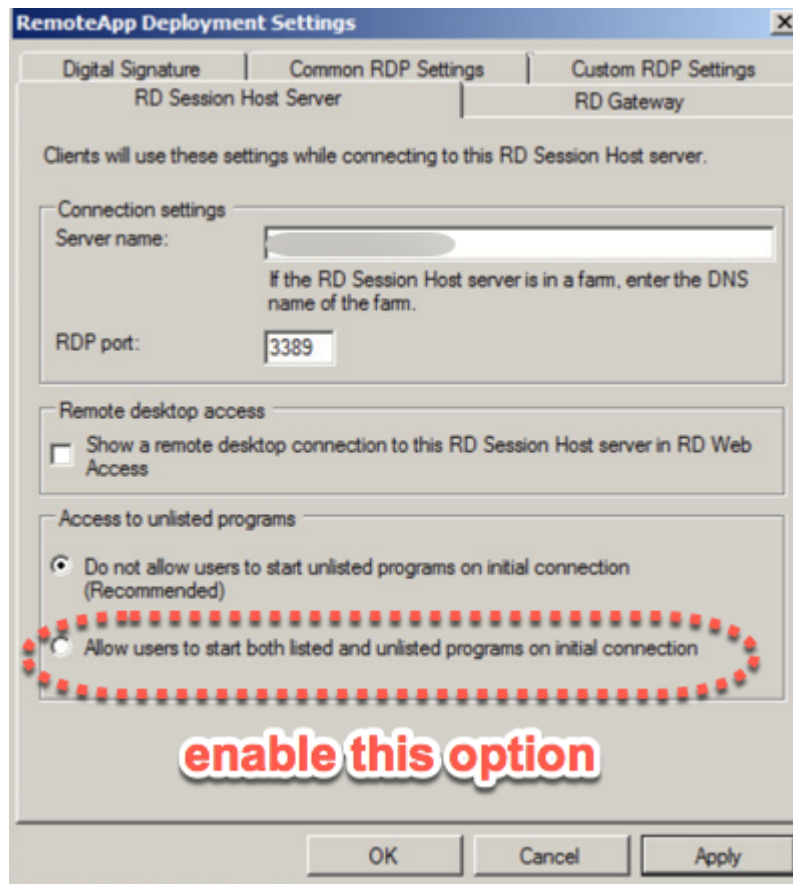 RemoteApp Deployment Settings
Digital Signature
Common RDP Settings
Custom RDP Settings
RD Session Host Server
RD Gateway
Clients will use these settings while connecting to this RD Session Host server.
Connection settings
Server name:
If the RD Session Host server is in a farm, enter the DNS
name of the farm.
RDP port:
3389
Remote desktop access
Show a remote desktop connection to this RD Session Host server in RD Web
Access
Access to unlisted programs
Do not allow users to start unlisted programs on initial connection
(Recommended)
Allow users to start both listed and unlisted programs on initial connection
enable this option
OK
Cancel
Apply